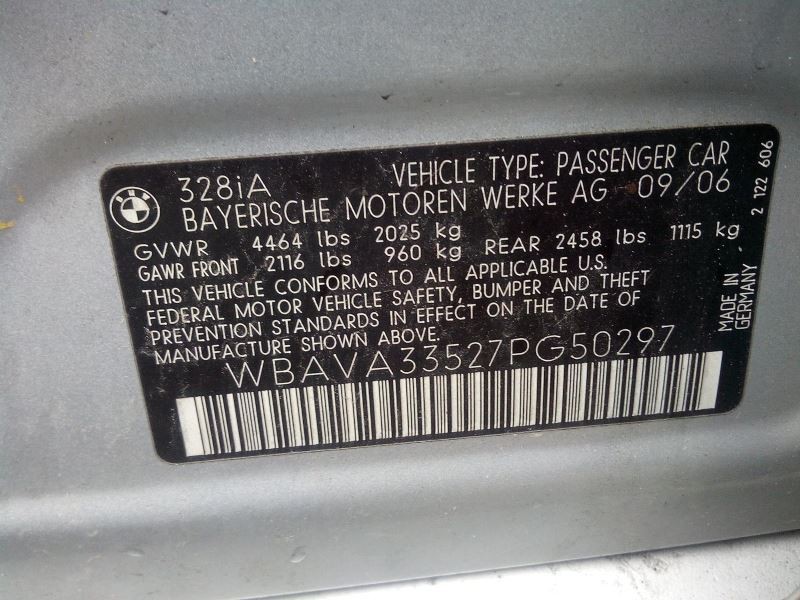 328iA VEHICLE TYPE: PASSENGER CAR
BAYERISCHE MOTOREN WERKE AG 09/06
GVWR 4464 lbs 2025 kg
GAWR FRONT 2116 lbs 960 kg REAR 2458 lbs 1115 kg
THIS VEHICLE CONFORMS TO ALL APPLICABLE U.S.
FEDERAL MOTOR VEHICLE SAFETY, BUMPER AND THEFT
PREVENTION STANDARDS IN EFFECT ON THE DATE OF
MANUFACTURE SHOWN ABOVE.
WBAVA33527PG50297
MADE IN
GERMANY
2 122 606